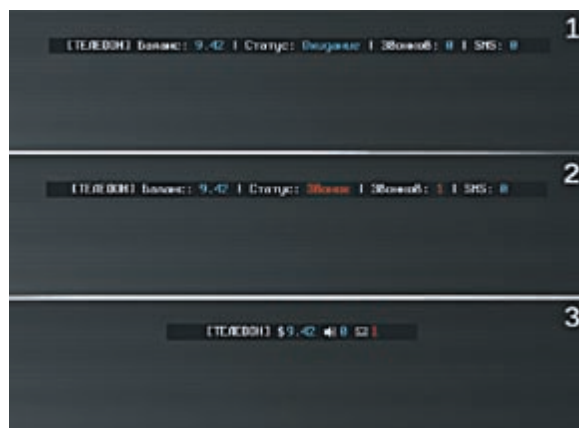 1
[ТЕЛЕФОН] Баланс: 9.42 | Статус: Ожидание | Звонков: 0 | SMS: 0
2
[ТЕЛЕФОН] Баланс: 9.42 | Статус: Звонок | Звонков: 1 | SMS: 0
3
[ТЕЛЕФОН] $9.42 0 1